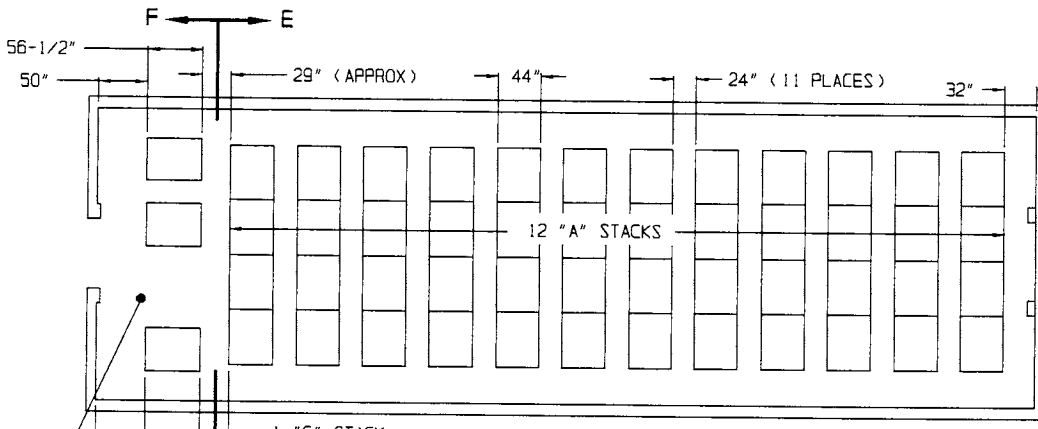 F E
56-1/2"
50"
29" (APPROX)
44"
24" (11 PLACES)
32"
12 "A" STACKS